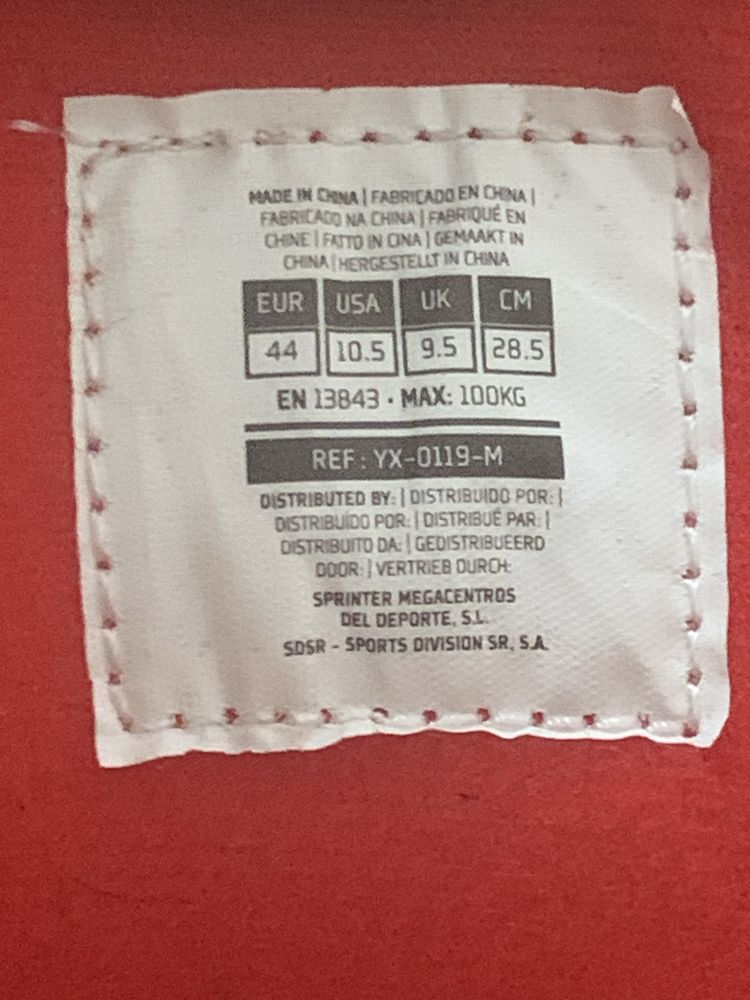 MADE IN CHINA | FABRICADO EN CHINA |
FABRICADO NA CHINA | FABRIQUÉ EN
CHINE | FATTO IN CINA | GEMAAKT IN
CHINA | HERGESTELLT IN CHINA
EUR USA UK CM
44 10.5 9.5 28.5
EN 13843 · MAX: 100KG
REF: YX-0119-M
DISTRIBUTED BY: | DISTRIBUIDO POR: |
DISTRIBUÍDO POR: | DISTRIBUÉ PAR: |
DISTRIBUITO DA: | GEDISTRIBUEERD
DOOR: | VERTRIEB DURCH:
SPRINTER MEGACENTROS
DEL DEPORTE, S.L.
SDSR - SPORTS DIVISION SR, S.A.